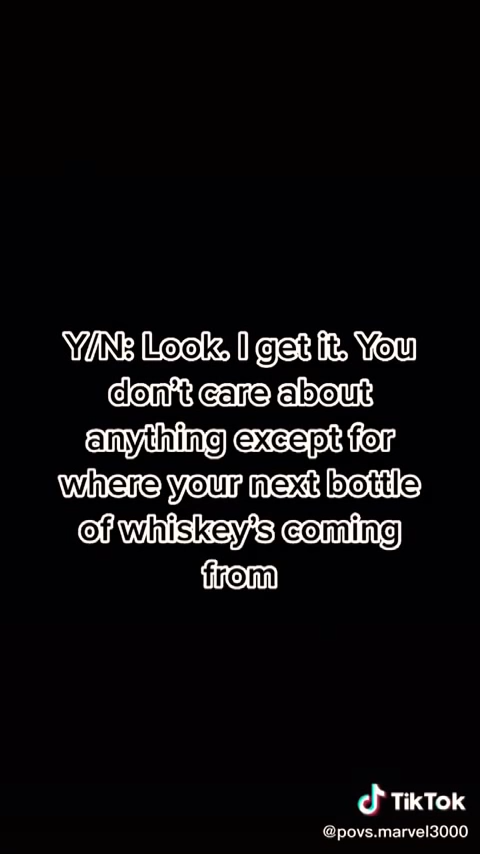 Y/N: Look. I get it. You
don't care about
anything except for
where your next bottle
of whiskey's coming
from
TikTok
@povs.marvel3000